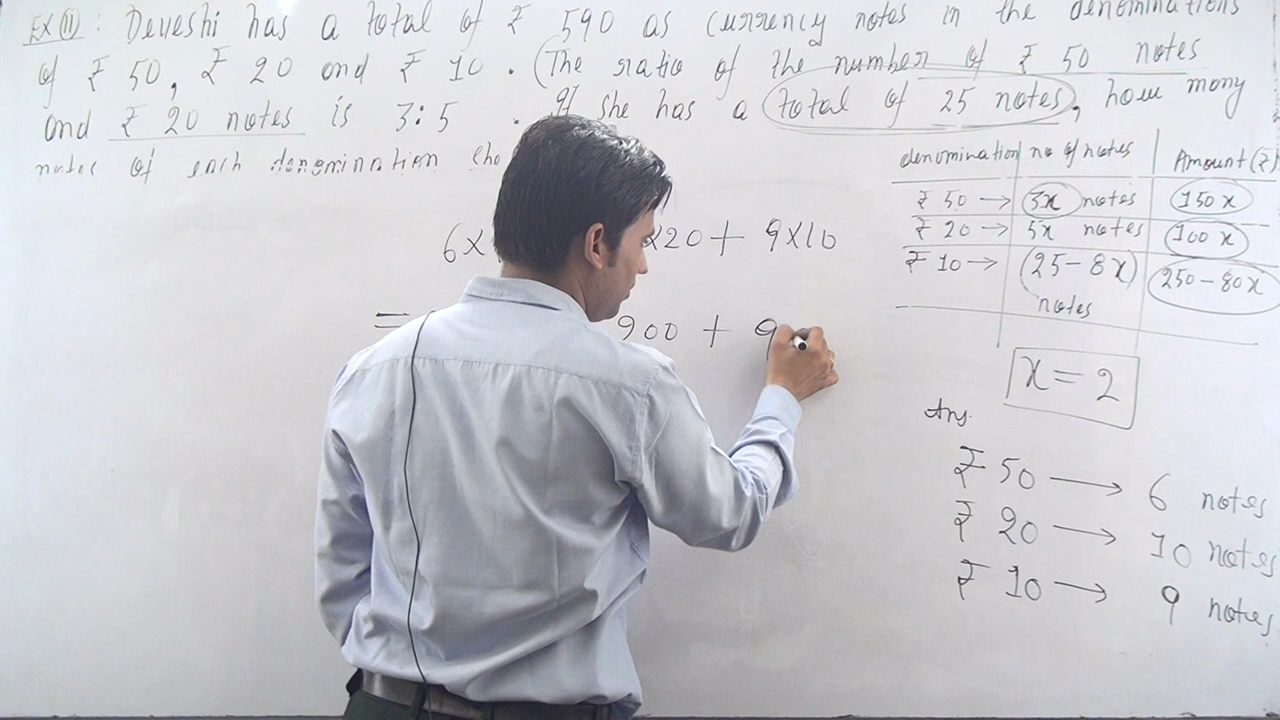 Ex (11) : Deveshi has a total of ₹ 590 as currency notes in the denominations
of ₹ 50, ₹ 20 and ₹ 10 . (The ratio of the number of ₹ 50 notes
and ₹ 20 notes is 3:5 . If she has a total of 25 notes, how many
notes of each denomination
denomination no of notes Amount (₹)
₹ 50 → 3x notes 150x
₹ 20 → 5x notes 100x
₹ 10 → (25-8x) 250-80x
notes
6x x20 + 9x10
= 900 + 9
x = 2
Ans.
₹ 50 → 6 notes
₹ 20 → 10 notes
₹ 10 → 9 notes